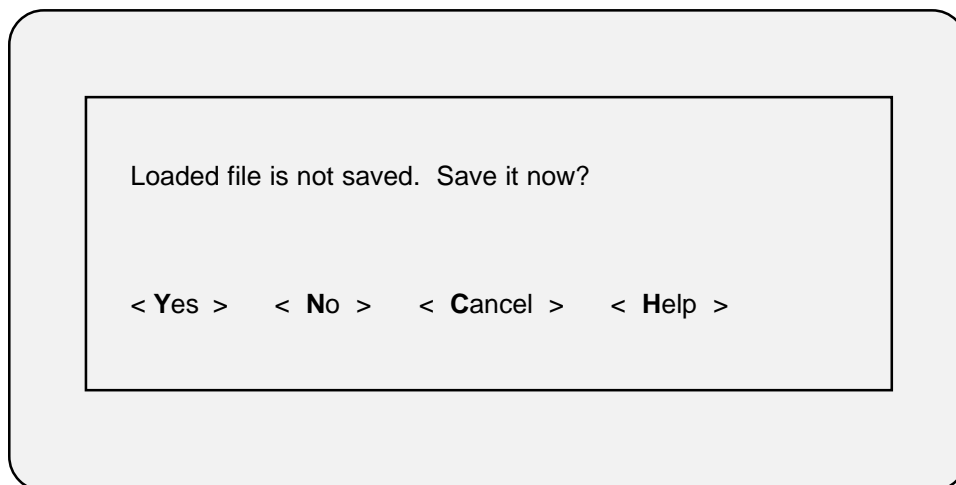 Loaded file is not saved.  Save it now?
< Yes >  < No >  < Cancel >  < Help >